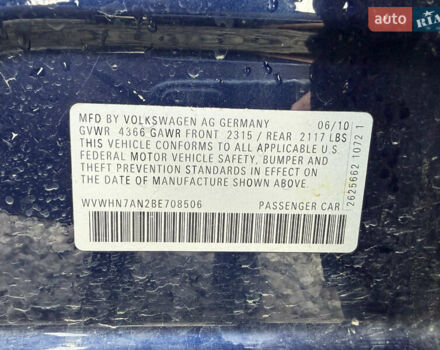 RIA
MFD BY VOLKSWAGEN AG GERMANY 06/10
GVWR 4366 GAWR FRONT 2315 / REAR 2117 LBS
THIS VEHICLE CONFORMS TO ALL APPLICABLE U.S.
FEDERAL MOTOR VEHICLE SAFETY, BUMPER AND
THEFT PREVENTION STANDARDS IN EFFECT ON
THE DATE OF MANUFACTURE SHOWN ABOVE.
WVWHN7AN2BE708506 PASSENGER CAR
2625662 1072 1